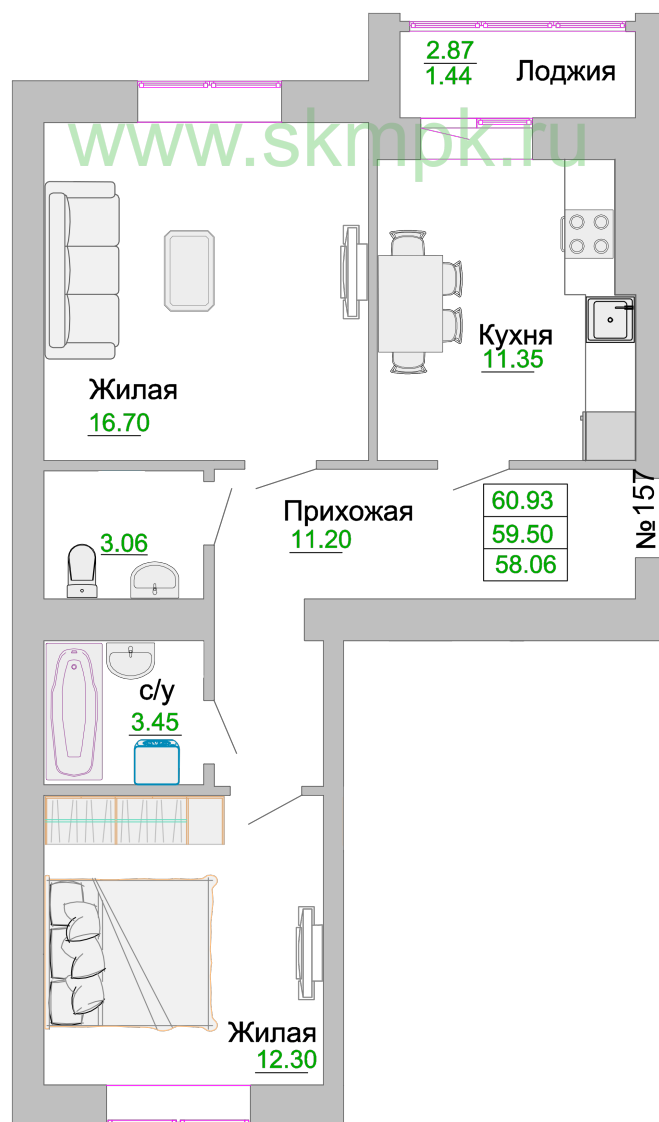 2.87
1.44
Лоджия
www.skmpk.ru
Кухня
11.35
Жилая
16.70
Прихожая
11.20
60.93
59.50
58.06
№157
3.06
с/у
3.45
Жилая
12.30